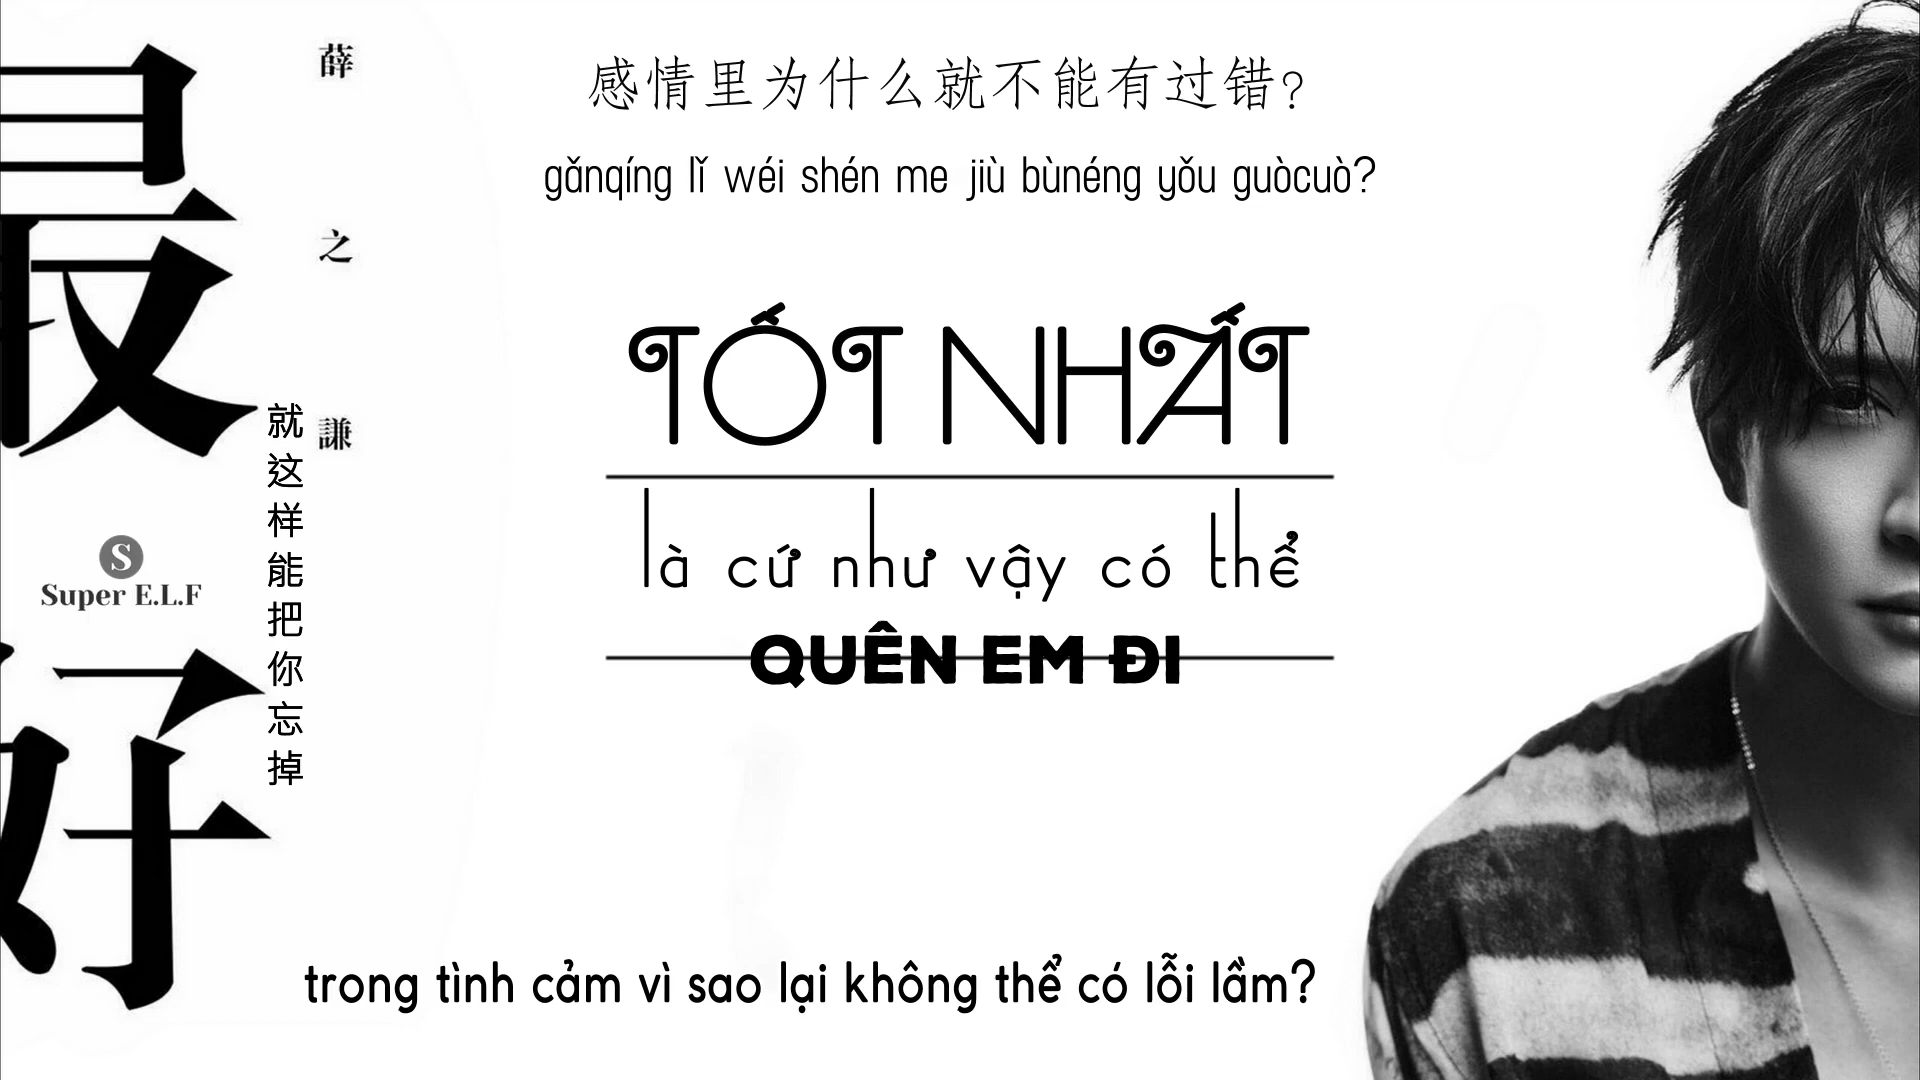 最好
薛之謙
就这样能把你忘掉
S
Super E.L.F
感情里为什么就不能有过错?
gǎnqíng lǐ wéi shén me jiù bùnéng yǒu guòcuò?
TỐT NHẤT
là cứ như vậy có thể
QUÊN EM ĐI
trong tình cảm vì sao lại không thể có lỗi lầm?